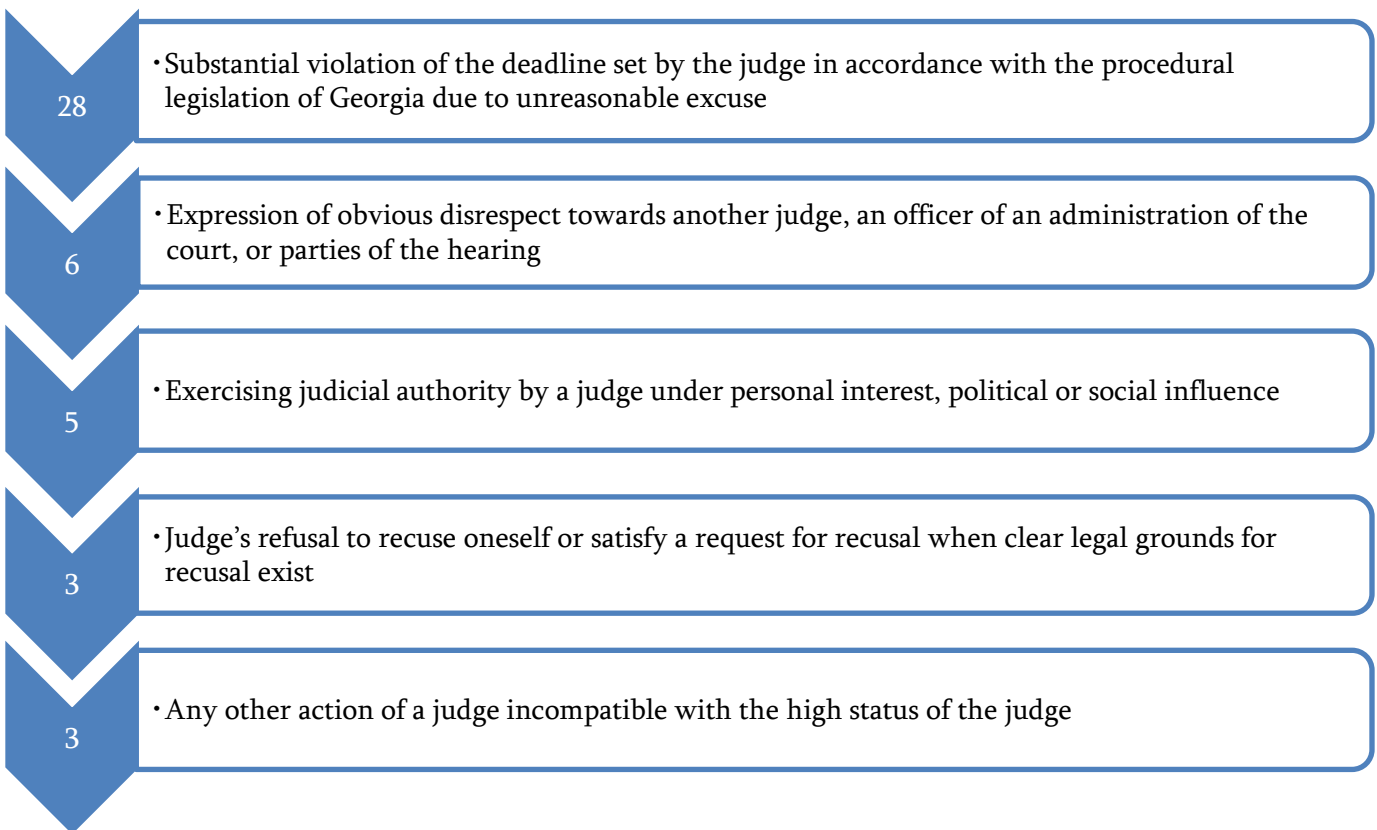 28
·Substantial violation of the deadline set by the judge in accordance with the procedural
legislation of Georgia due to unreasonable excuse
6
·Expression of obvious disrespect towards another judge, an officer of an administration of the
court, or parties of the hearing
5
·Exercising judicial authority by a judge under personal interest, political or social influence
3
·Judge’s refusal to recuse oneself or satisfy a request for recusal when clear legal grounds for
recusal exist
3
·Any other action of a judge incompatible with the high status of the judge